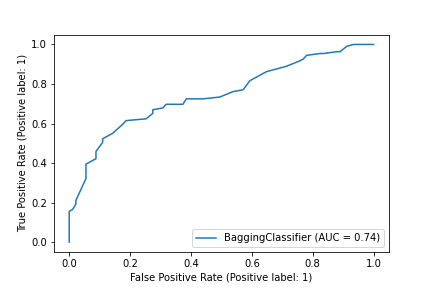 1.0
0.8
0.6
0.4
0.2
0.0
True Positive Rate (Positive label: 1)
BaggingClassifier (AUC = 0.74)
0.0 0.2 0.4 0.6 0.8 1.0
False Positive Rate (Positive label: 1)